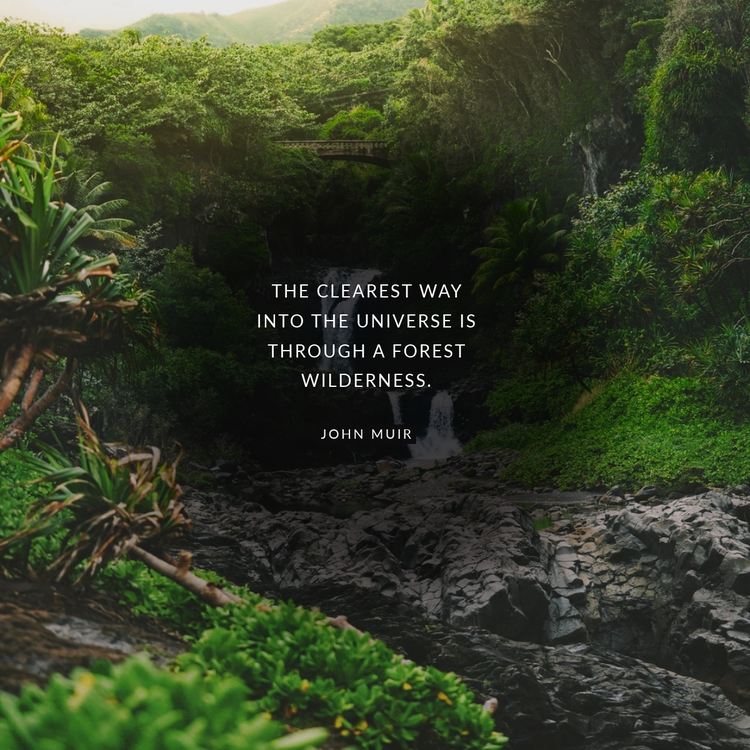 THE CLEAREST WAY
INTO THE UNIVERSE IS
THROUGH A FOREST
WILDERNESS.
JOHN MUIR